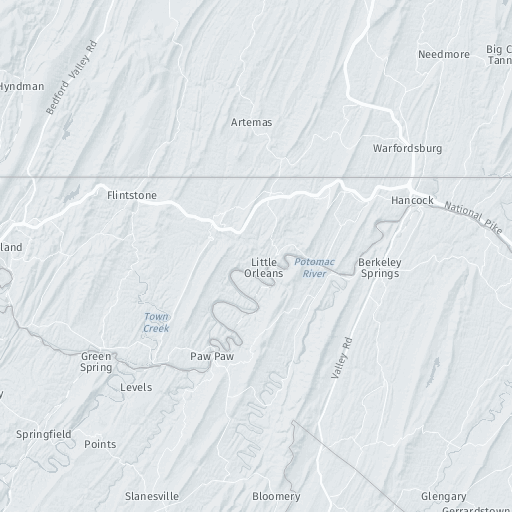 Needmore
Big C
Tann
Hyndman
Bedford Valley Rd
Artemas
Warfordsburg
Flintstone
Hancock
National Pike
land
Little
Orleans
Potomac
River
Berkeley
Springs
Town
Creek
Green
Spring
Paw Paw
Valley Rd
Levels
Springfield
Points
Slanesville
Bloomery
Glengary
Gerrardstown